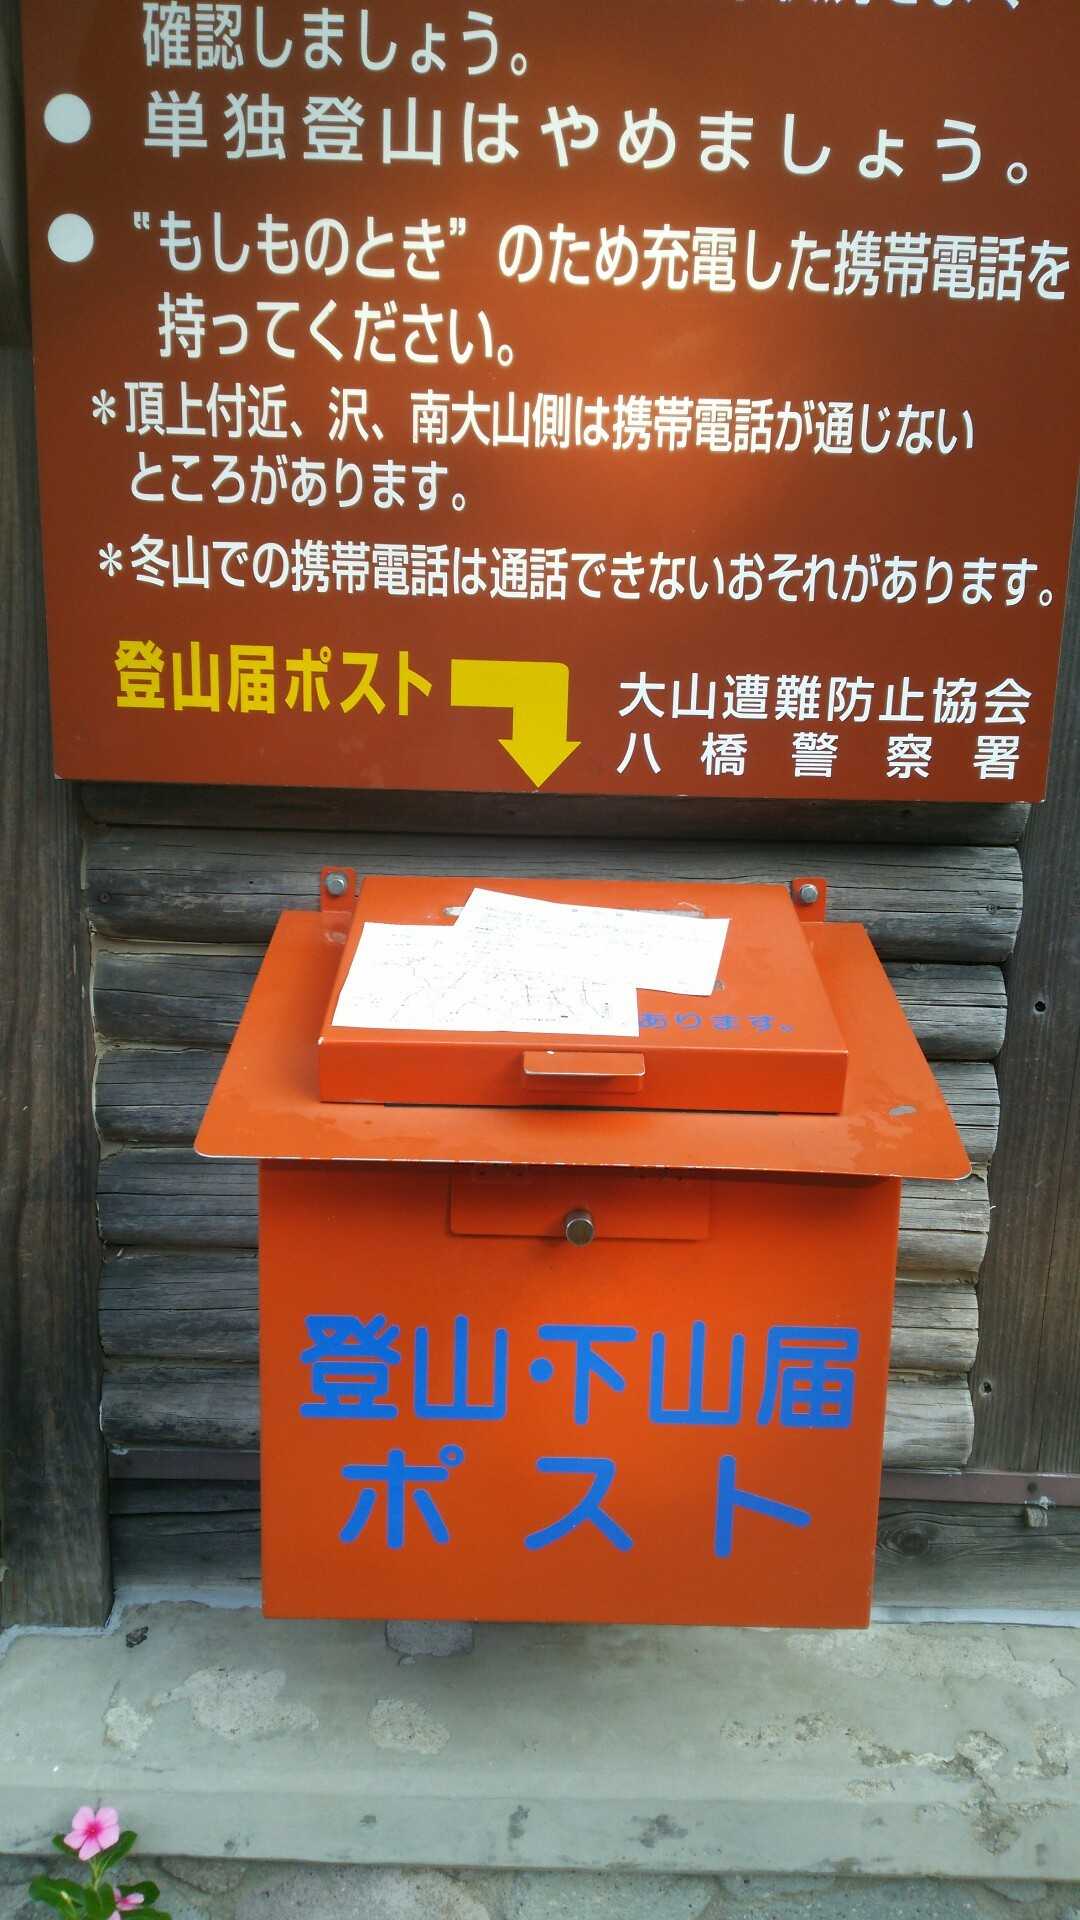 確認しましょう。
● 単独登山はやめましょう。
● “もしものとき”のため充電した携帯電話を
持ってください。
＊頂上付近、沢、南大山側は携帯電話が通じない
ところがあります。
＊冬山での携帯電話は通話できないおそれがあります。
登山届ポスト
大山遭難防止協会
八橋警察署
あります。
登山・下山届
ポスト